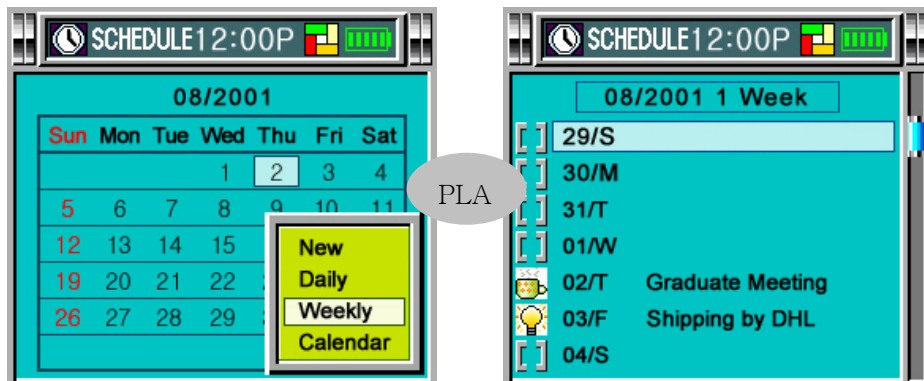 SCHEDULE 12:00P
08/2001
Sun Mon Tue Wed Thu Fri Sat
1 2 3 4
5 6 7 8 9 10 11
12 13 14 15
19 20 21 22
26 27 28 29
New
Daily
Weekly
Calendar
PLA
SCHEDULE 12:00P
08/2001 1 Week
[ ] 29/S
[ ] 30/M
[ ] 31/T
[ ] 01/W
02/T Graduate Meeting
03/F Shipping by DHL
[ ] 04/S